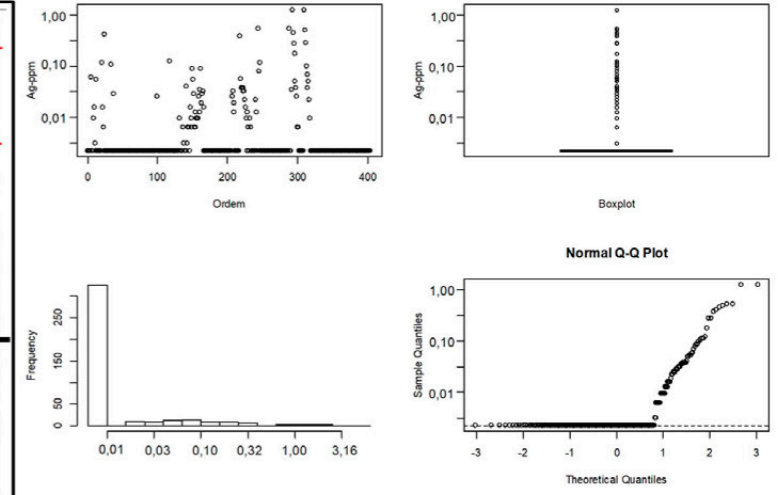 1,00
0,10
0,01
Ag-ppm
0 100 200 300 400
Ordem
1,00
0,10
0,01
Ag-ppm
Boxplot
250
150
50
0
Frequency
0,01 0,03 0,10 0,32 1,00 3,16
Normal Q-Q Plot
1,00
0,10
0,01
Sample Quantiles
-3 -2 -1 0 1 2 3
Theoretical Quantiles